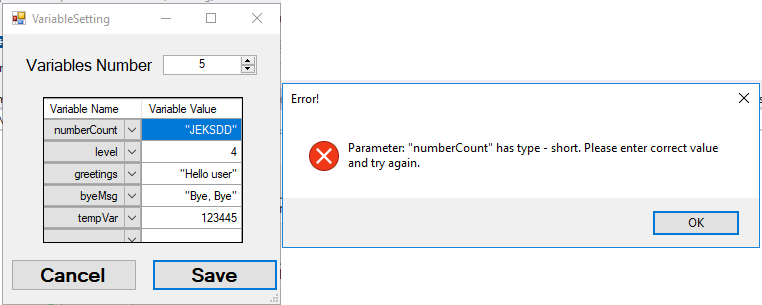 VariableSetting
Variables Number 5
Variable Name Variable Value
numberCount "JEKSDD"
level 4
greetings "Hello user"
byeMsg "Bye, Bye"
tempVar 123445
Cancel Save
Error!
Parameter: "numberCount" has type - short. Please enter correct value
and try again.
OK